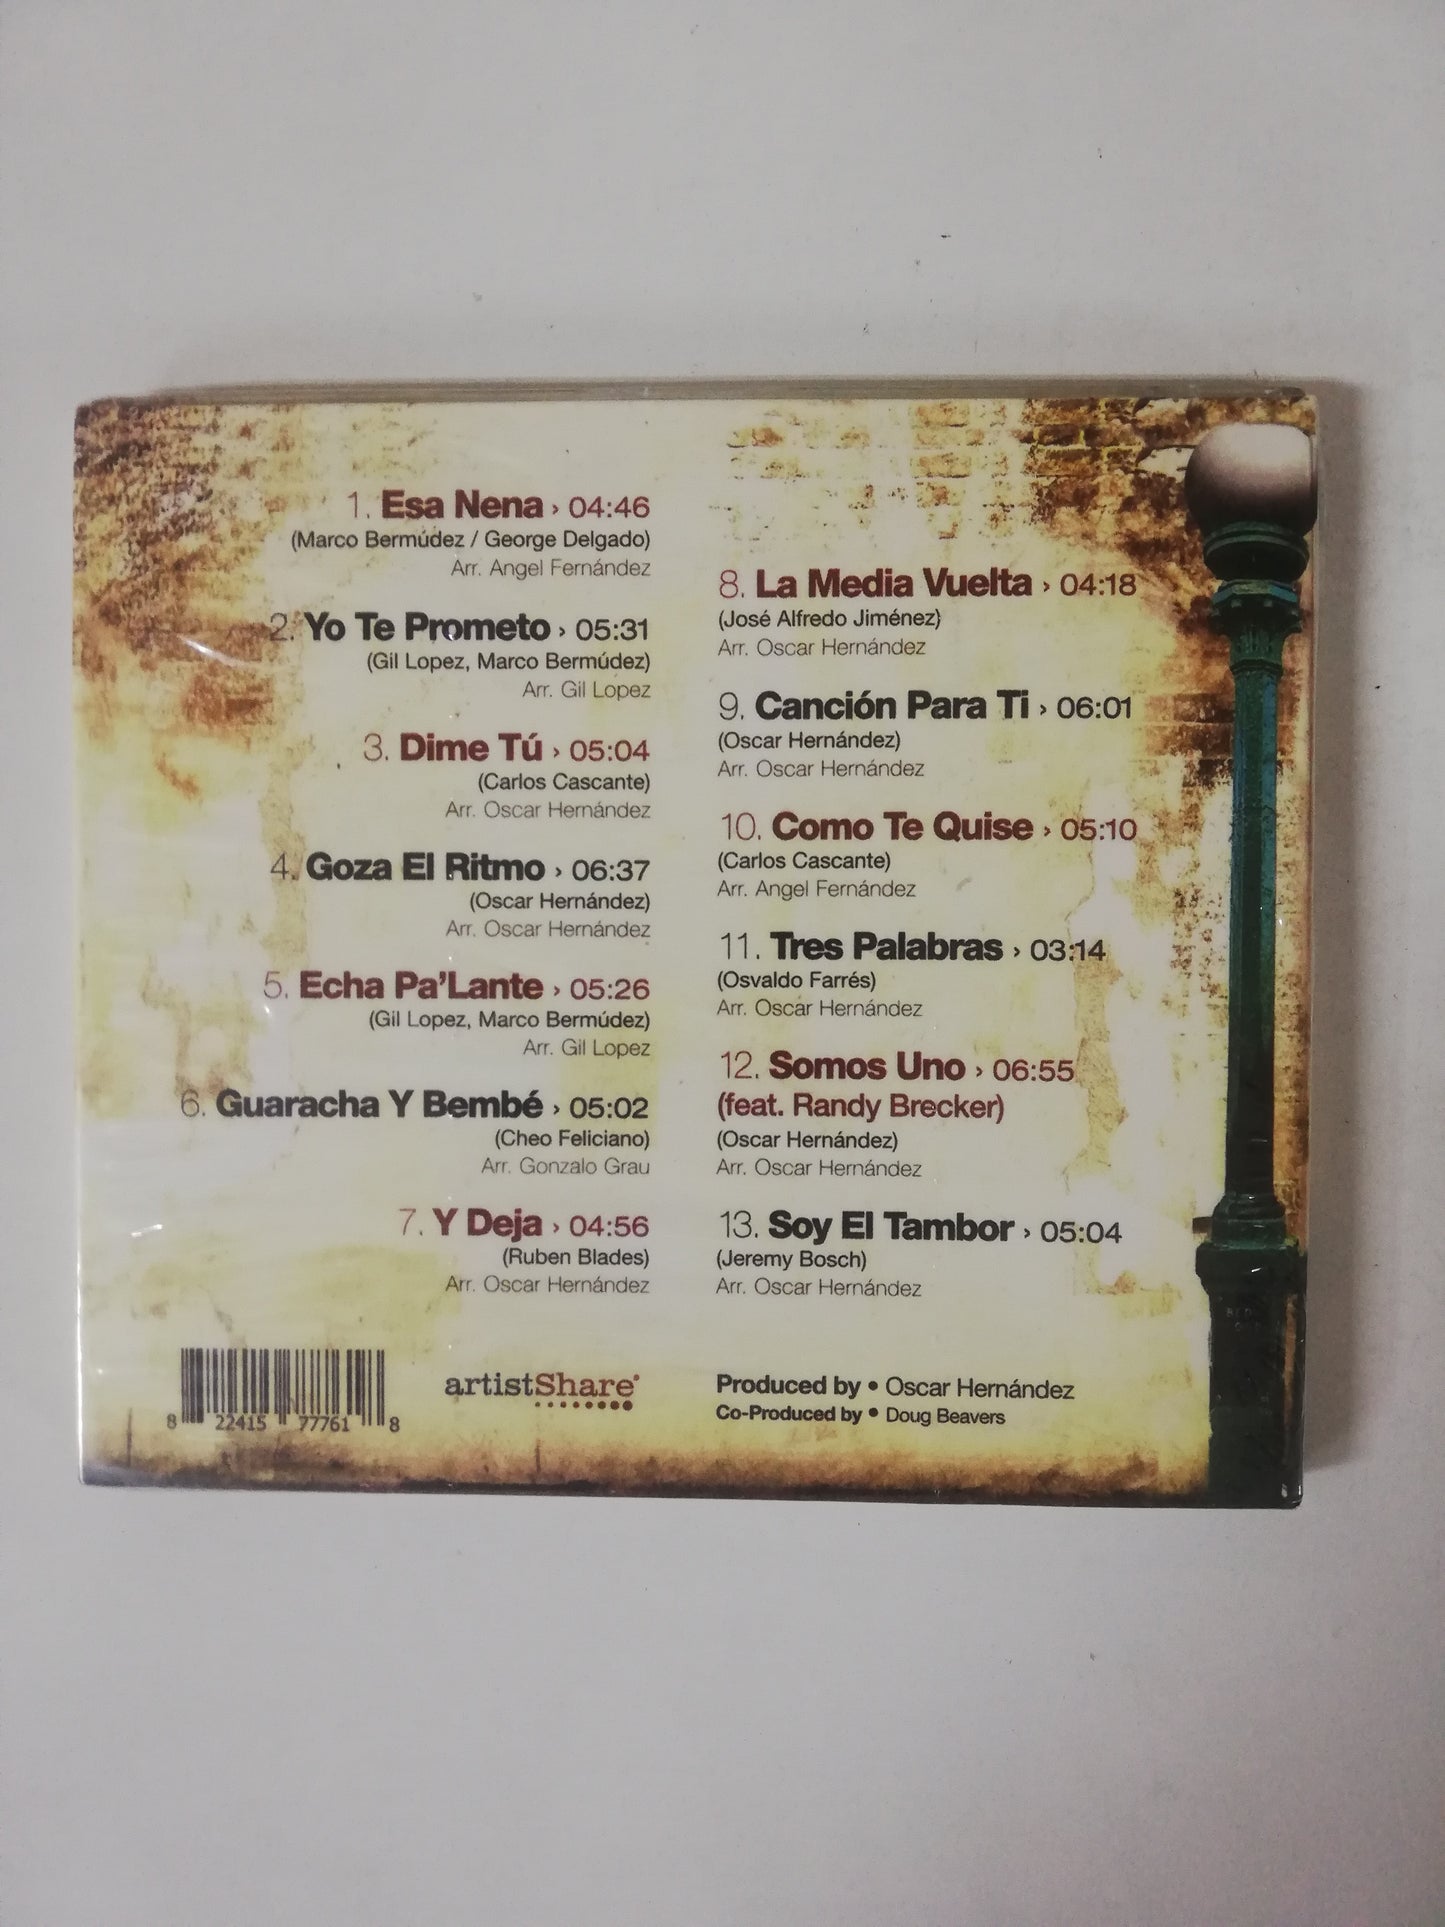 1. Esa Nena › 04:46
(Marco Bermúdez / George Delgado)
Arr. Angel Fernández
2. Yo Te Prometo › 05:31
(Gil Lopez, Marco Bermúdez)
Arr. Gil Lopez
3. Dime Tú › 05:04
(Carlos Cascante)
Arr. Oscar Hernández
4. Goza El Ritmo › 06:37
(Oscar Hernández)
Arr. Oscar Hernández
5. Echa Pa'Lante › 05:26
(Gil Lopez, Marco Bermúdez)
Arr. Gil Lopez
6. Guaracha Y Bembé › 05:02
(Cheo Feliciano)
Arr. Gonzalo Grau
7. Y Deja › 04:56
(Ruben Blades)
Arr. Oscar Hernández
8. La Media Vuelta › 04:18
(José Alfredo Jiménez)
Arr. Oscar Hernández
9. Canción Para Ti › 06:01
(Oscar Hernández)
Arr. Oscar Hernández
10. Como Te Quise › 05:10
(Carlos Cascante)
Arr. Angel Fernández
11. Tres Palabras › 03:14
(Osvaldo Farrés)
Arr. Oscar Hernández
12. Somos Uno › 06:55
(feat. Randy Brecker)
(Oscar Hernández)
Arr. Oscar Hernández
13. Soy El Tambor › 05:04
(Jeremy Bosch)
Arr. Oscar Hernández
8 22415 77761 8
artistShare®
Produced by • Oscar Hernández
Co-Produced by • Doug Beavers